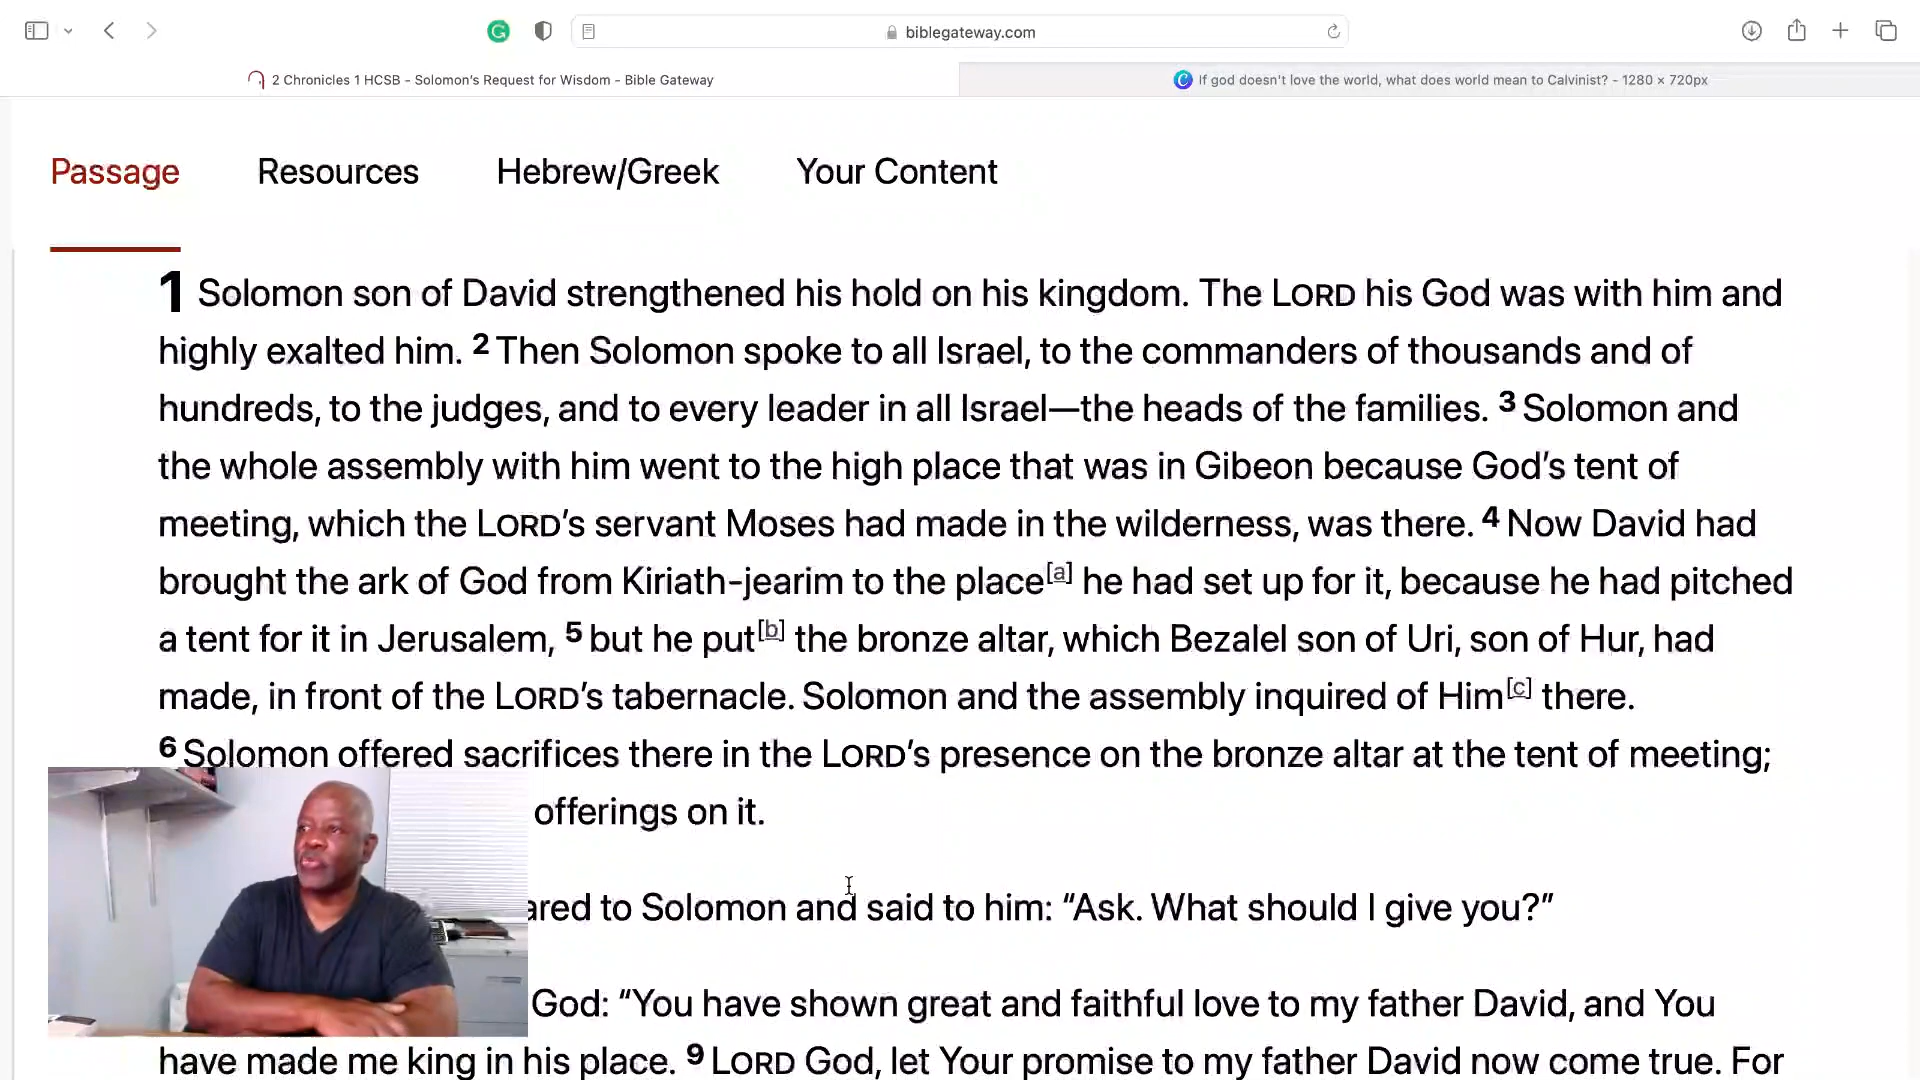 biblegateway.com
2 Chronicles 1 HCSB - Solomon's Request for Wisdom - Bible Gateway
If god doesn't love the world, what does world mean to Calvinist? - 1280 × 720px
Passage
Resources
Hebrew/Greek
Your Content
1 Solomon son of David strengthened his hold on his kingdom. The LORD his God was with him and
highly exalted him. 2 Then Solomon spoke to all Israel, to the commanders of thousands and of
hundreds, to the judges, and to every leader in all Israel—the heads of the families. 3 Solomon and
the whole assembly with him went to the high place that was in Gibeon because God's tent of
meeting, which the LORD's servant Moses had made in the wilderness, was there. 4 Now David had
brought the ark of God from Kiriath-jearim to the place[a] he had set up for it, because he had pitched
a tent for it in Jerusalem, 5 but he put[b] the bronze altar, which Bezalel son of Uri, son of Hur, had
made, in front of the LORD's tabernacle. Solomon and the assembly inquired of Him[c] there.
6 Solomon offered sacrifices there in the LORD's presence on the bronze altar at the tent of meeting;
offerings on it.
ared to Solomon and said to him: “Ask. What should I give you?”
God: “You have shown great and faithful love to my father David, and You
have made me king in his place. 9 LORD God, let Your promise to my father David now come true. For